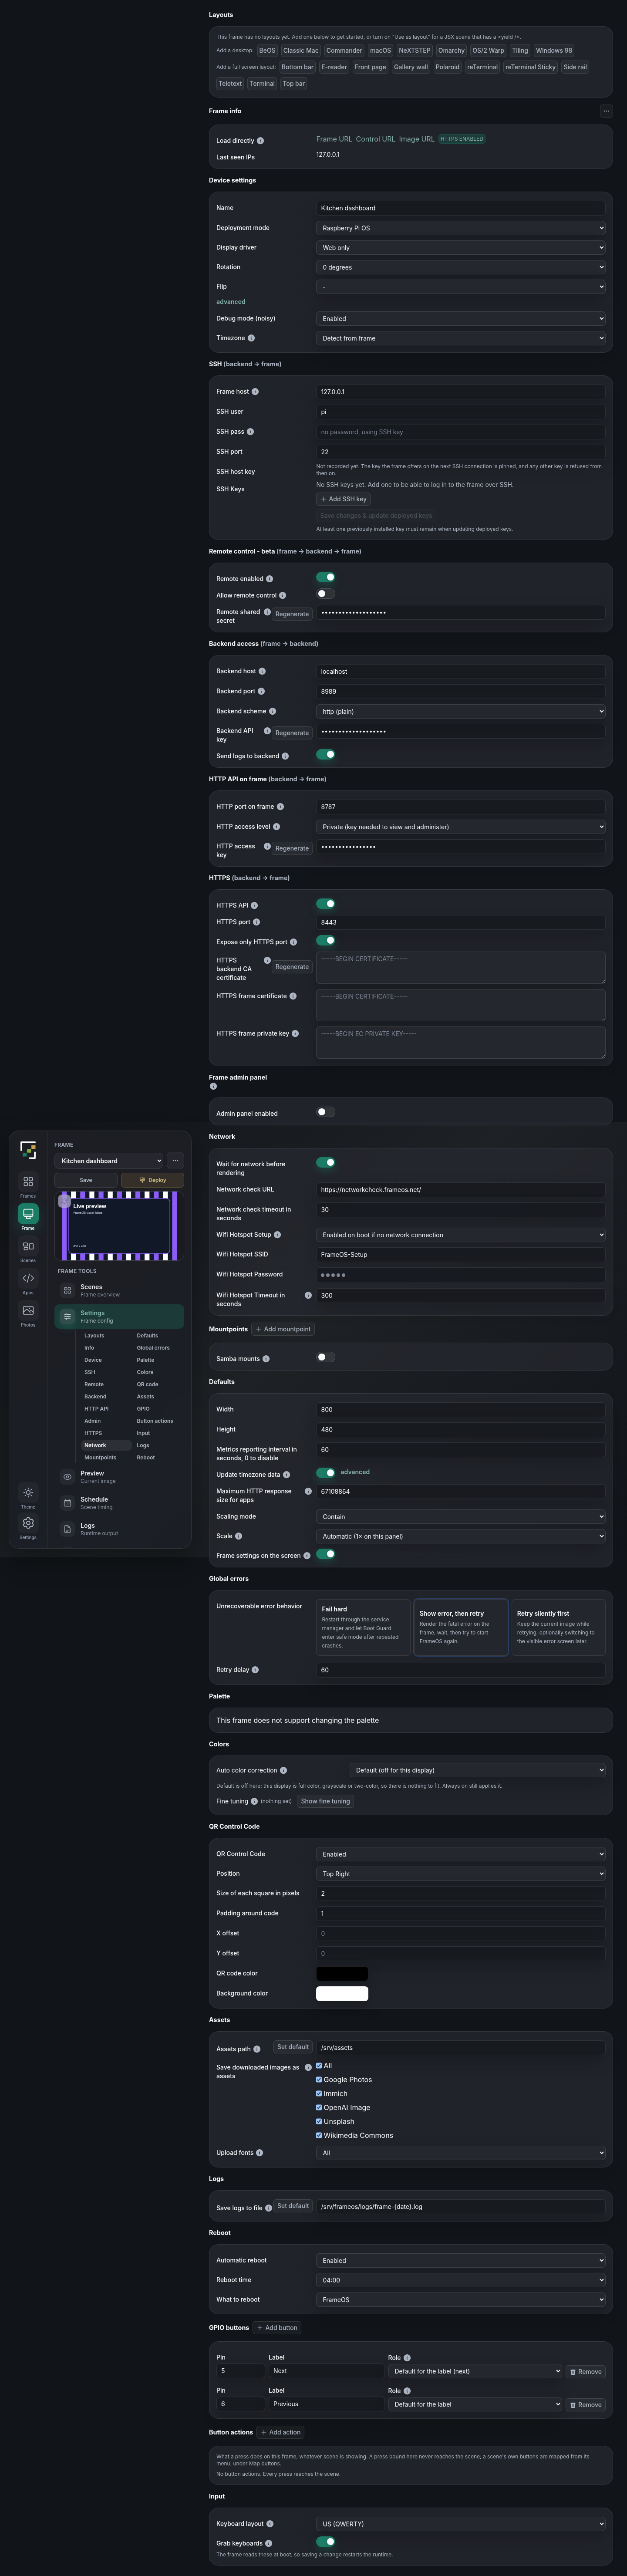 Layouts
This frame has no layouts yet. Add one below to get started, or turn on "Use as layout" for a JSX scene that has a <yield />.
Add a desktop: BeOS Classic Mac Commander macOS NeXTSTEP Omarchy OS/2 Warp Tiling Windows 98
Add a full screen layout: Bottom bar E-reader Front page Gallery wall Polaroid reTerminal reTerminal Sticky Side rail
Teletext Terminal Top bar
Frame info
Load directly Frame URL Control URL Image URL HTTPS ENABLED
Last seen IPs 127.0.0.1
Device settings
Name Kitchen dashboard
Deployment mode Raspberry Pi OS
Display driver Web only
Rotation 0 degrees
Flip -
advanced
Debug mode (noisy) Enabled
Timezone Detect from frame
SSH (backend → frame)
Frame host 127.0.0.1
SSH user pi
SSH pass no password, using SSH key
SSH port 22
SSH host key Not recorded yet. The key the frame offers on the next SSH connection is pinned, and any other key is refused from
then on.
SSH Keys No SSH keys yet. Add one to be able to log in to the frame over SSH.
Add SSH key
Save changes & update deployed keys
At least one previously installed key must remain when updating deployed keys.
Remote control - beta (frame → backend → frame)
Remote enabled
Allow remote control
Remote shared secret Regenerate
Backend access (frame → backend)
Backend host localhost
Backend port 8989
Backend scheme http (plain)
Backend API key Regenerate
Send logs to backend
HTTP API on frame (backend → frame)
HTTP port on frame 8787
HTTP access level Private (key needed to view and administer)
HTTP access key Regenerate
HTTPS (backend → frame)
HTTPS API
HTTPS port 8443
Expose only HTTPS port
HTTPS backend CA certificate Regenerate -----BEGIN CERTIFICATE-----
HTTPS frame certificate -----BEGIN CERTIFICATE-----
HTTPS frame private key -----BEGIN EC PRIVATE KEY-----
Frame admin panel
Admin panel enabled
FRAME
Kitchen dashboard
Save Deploy
Live preview
FrameOS visual fixture
800 x 480
Frames
Frame
Scenes
Apps
Photos
Theme
Settings
FRAME TOOLS
Scenes
Frame overview
Settings
Frame config
Layouts Defaults
Info Global errors
Device Palette
SSH Colors
Remote QR code
Backend Assets
HTTP API GPIO
Admin Button actions
HTTPS Input
Network Logs
Mountpoints Reboot
Preview
Current image
Schedule
Scene timing
Logs
Runtime output
Network
Wait for network before
rendering
Network check URL https://networkcheck.frameos.net/
Network check timeout in
seconds 30
Wifi Hotspot Setup Enabled on boot if no network connection
Wifi Hotspot SSID FrameOS-Setup
Wifi Hotspot Password
Wifi Hotspot Timeout in
seconds 300
Mountpoints Add mountpoint
Samba mounts
Defaults
Width 800
Height 480
Metrics reporting interval in
seconds, 0 to disable 60
Update timezone data advanced
Maximum HTTP response
size for apps 67108864
Scaling mode Contain
Scale Automatic (1× on this panel)
Frame settings on the screen
Global errors
Unrecoverable error behavior
Fail hard
Restart through the service
manager and let Boot Guard
enter safe mode after repeated
crashes.
Show error, then retry
Render the fatal error on the
frame, wait, then try to start
FrameOS again.
Retry silently first
Keep the current image while
retrying, optionally switching to
the visible error screen later.
Retry delay 60
Palette
This frame does not support changing the palette
Colors
Auto color correction Default (off for this display)
Default is off here: this display is full color, grayscale or two-color, so there is nothing to fit. Always on still applies it.
Fine tuning (nothing set) Show fine tuning
QR Control Code
QR Control Code Enabled
Position Top Right
Size of each square in pixels 2
Padding around code 1
X offset 0
Y offset 0
QR code color
Background color
Assets
Assets path Set default /srv/assets
Save downloaded images as
assets
All
Google Photos
Immich
OpenAI Image
Unsplash
Wikimedia Commons
Upload fonts All
Logs
Save logs to file Set default /srv/frameos/logs/frame-{date}.log
Reboot
Automatic reboot Enabled
Reboot time 04:00
What to reboot FrameOS
GPIO buttons Add button
Pin Label Role
5 Next Default for the label (next) Remove
Pin Label Role
6 Previous Default for the label Remove
Button actions Add action
What a press does on this frame, whatever scene is showing. A press bound here never reaches the scene; a scene's own buttons are mapped from its
menu, under Map buttons.
No button actions. Every press reaches the scene.
Input
Keyboard layout US (QWERTY)
Grab keyboards
The frame reads these at boot, so saving a change restarts the runtime.